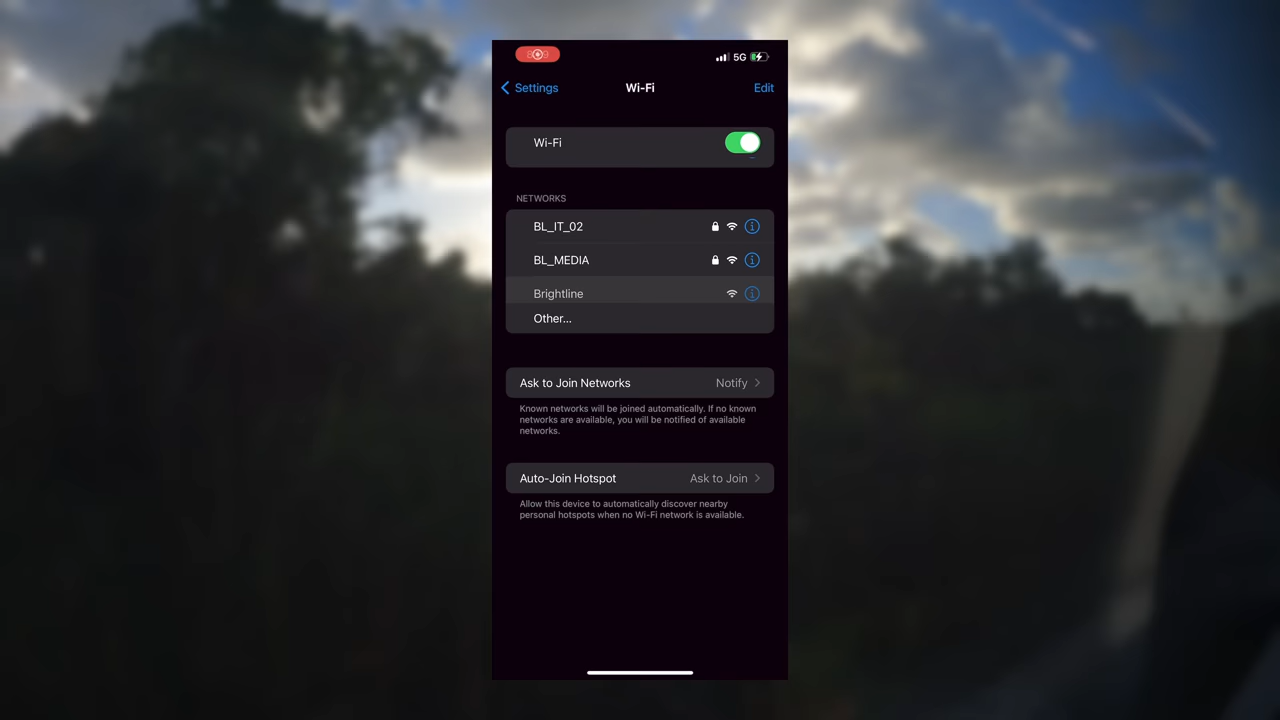 5G
Settings
Wi-Fi
Edit
Wi-Fi
NETWORKS
BL_IT_02
BL_MEDIA
Brightline
Other...
Ask to Join Networks
Notify
Known networks will be joined automatically. If no known
networks are available, you will be notified of available
networks.
Auto-Join Hotspot
Ask to Join
Allow this device to automatically discover nearby
personal hotspots when no Wi-Fi network is available.